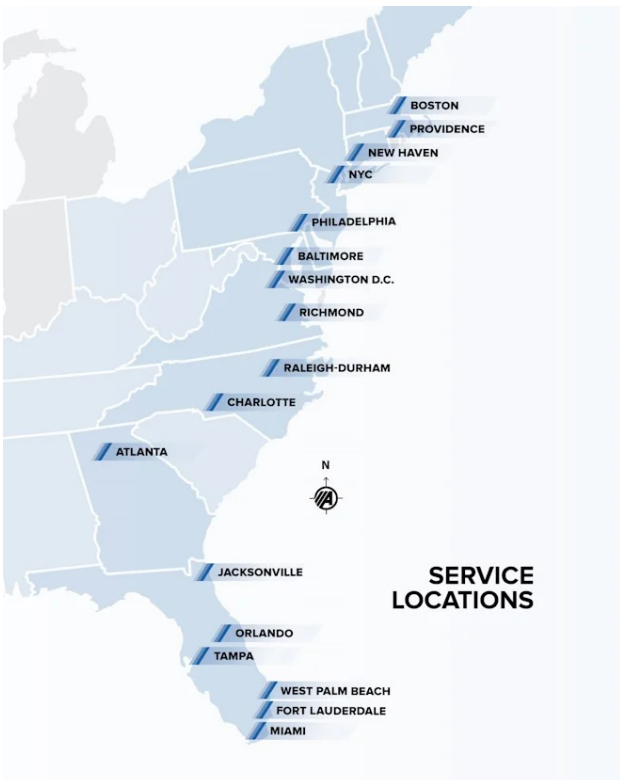 BOSTON
PROVIDENCE
NEW HAVEN
NYC
PHILADELPHIA
BALTIMORE
WASHINGTON D.C.
RICHMOND
RALEIGH-DURHAM
CHARLOTTE
ATLANTA
N
A
JACKSONVILLE
SERVICE
LOCATIONS
ORLANDO
TAMPA
WEST PALM BEACH
FORT LAUDERDALE
MIAMI